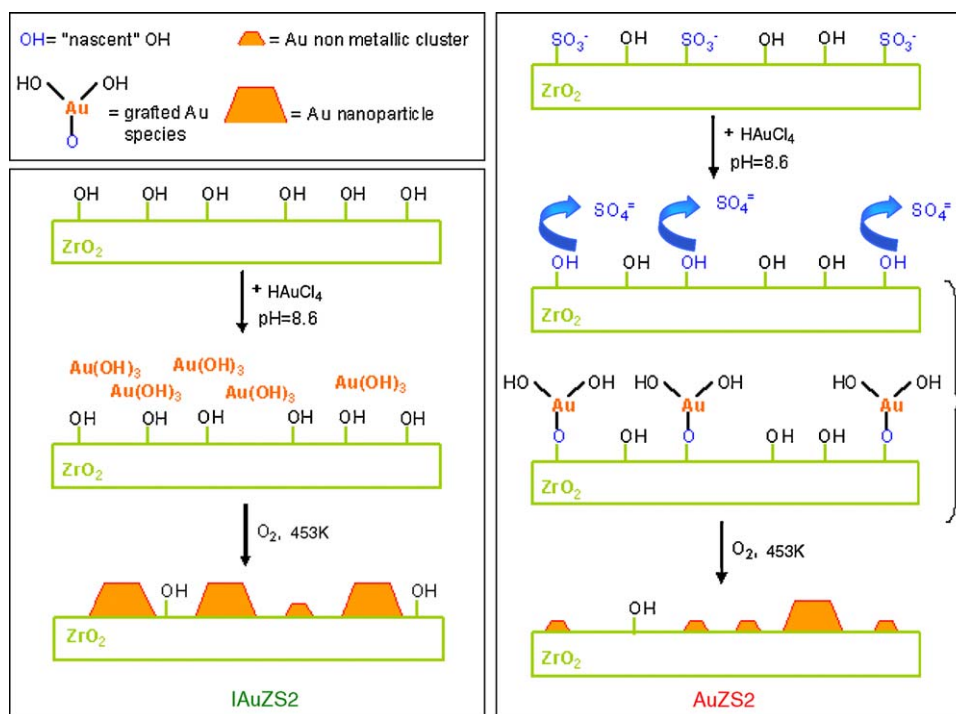 OH= "nascent" OH
= Au non metallic cluster
HO OH
Au
O
= grafted Au
species
= Au nanoparticle
OH OH OH OH OH OH
ZrO₂
+ HAuCl₄
pH=8.6
Au(OH)₃ Au(OH)₃
Au(OH)₃ Au(OH)₃ Au(OH)₃
OH OH OH OH OH OH
ZrO₂
O₂, 453K
OH OH
ZrO₂
IAuZS2
SO₃⁻ OH SO₃⁻ OH OH SO₃⁻
ZrO₂
+ HAuCl₄
pH=8.6
SO₄⁼ SO₄⁼ SO₄⁼
OH OH OH OH OH OH
ZrO₂
HO OH HO OH HO OH
Au Au Au
O OH O OH OH O
ZrO₂
O₂, 453K
OH
ZrO₂
AuZS2